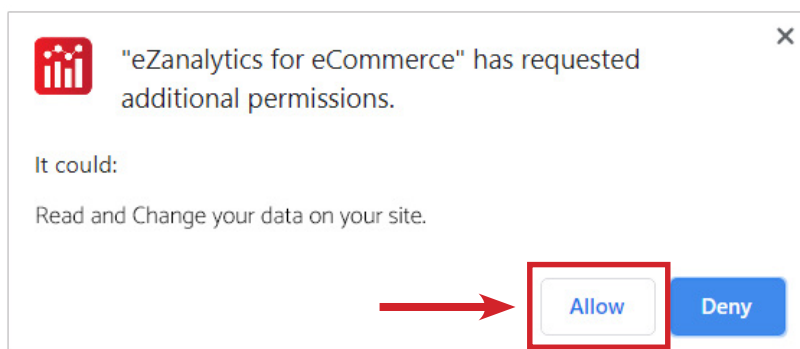 "eZanalytics for eCommerce" has requested
additional permissions.
It could:
Read and Change your data on your site.
Allow
Deny